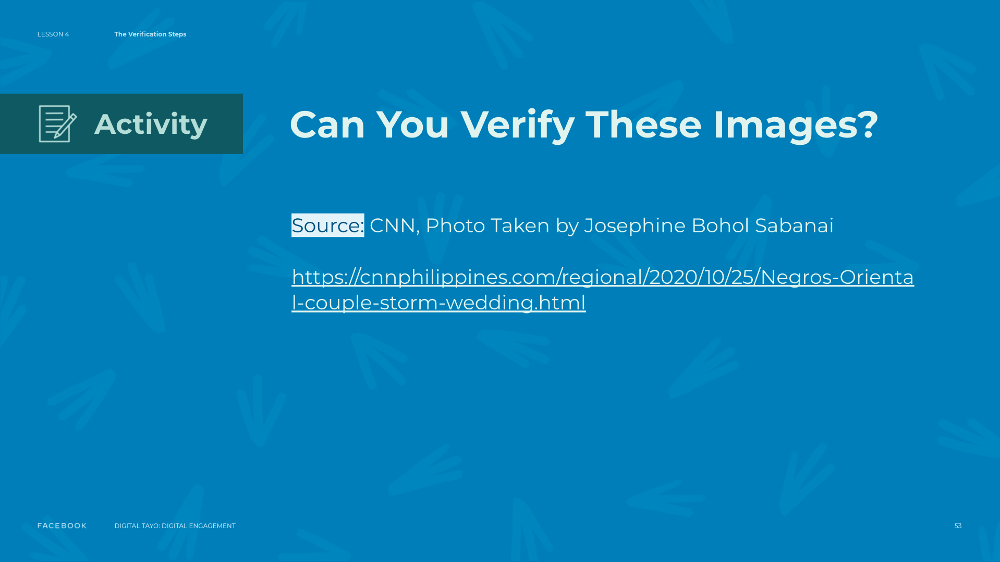 LESSON 4
The Verification Steps
Activity
Can You Verify These Images?
Source: CNN, Photo Taken by Josephine Bohol Sabanai
https://cnnphilippines.com/regional/2020/10/25/Negros-Orienta
l-couple-storm-wedding.html
FACEBOOK
DIGITAL TAYO: DIGITAL ENGAGEMENT
53